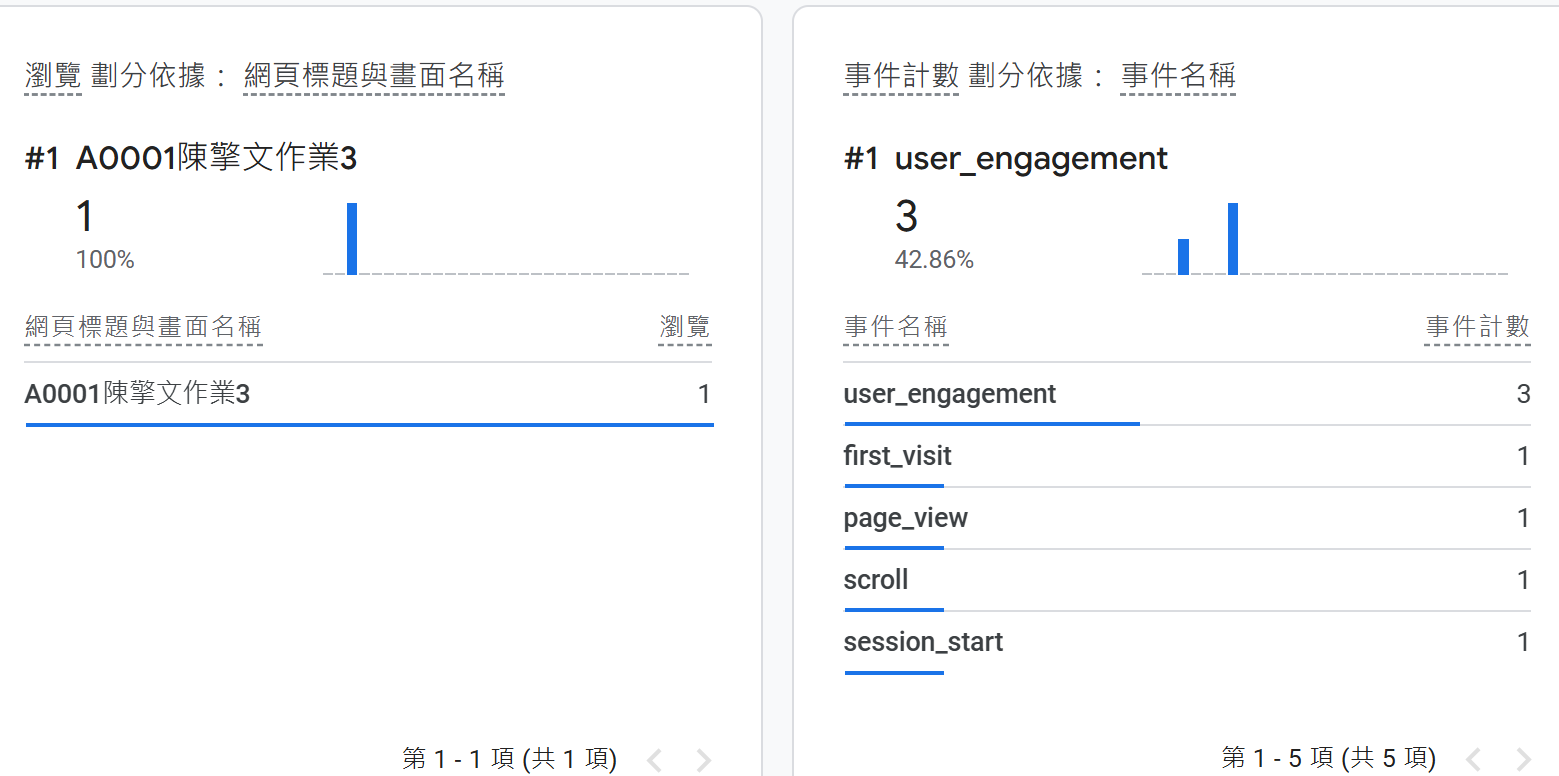 瀏覽 劃分依據： 網頁標題與畫面名稱
#1 A0001陳擎文作業3
1
100%
網頁標題與畫面名稱 瀏覽
A0001陳擎文作業3 1
第 1 - 1 項 (共 1 項)
事件計數 劃分依據： 事件名稱
#1 user_engagement
3
42.86%
事件名稱 事件計數
user_engagement 3
first_visit 1
page_view 1
scroll 1
session_start 1
第 1 - 5 項 (共 5 項)